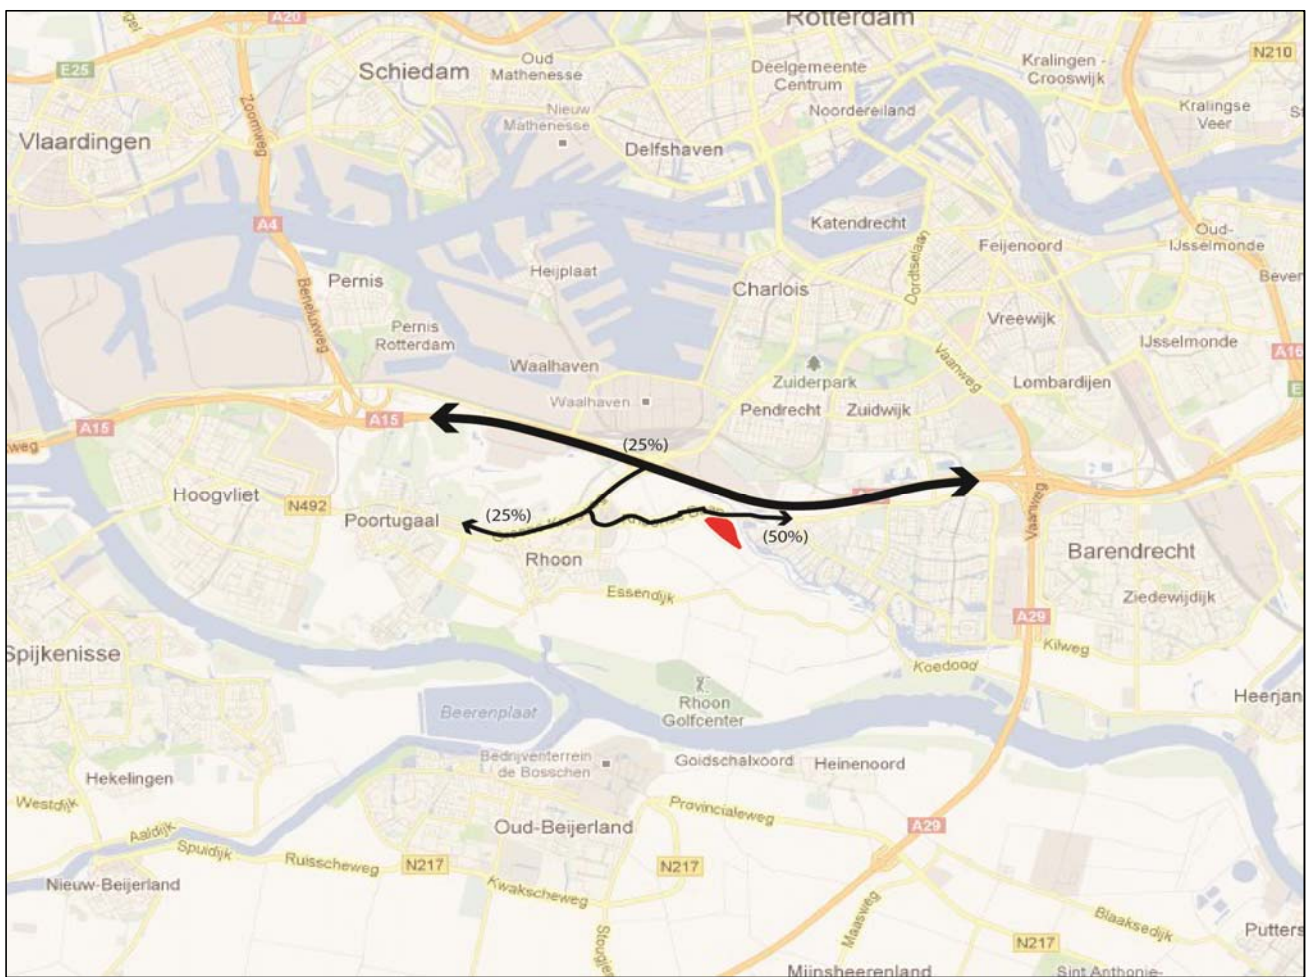 Rotterdam
A20
N210
E25
Schiedam
Oud
Mathenesse
Deelgemeente
Centrum
Kralingen -
Crooswijk
Zoomweg
Nieuw
Mathenesse
Noordereiland
Kralingse
Veer
Vlaardingen
Delfshaven
A4
Katendrecht
Oud-
IJsselmonde
Feijenoord
Dordtselaan
Pernis
Heijplaat
Charlois
Beneluxweg
Vreewijk
Pernis
Rotterdam
IJsselmonde
Vaanweg
A16
Waalhaven
Zuiderpark
Lombardijen
Waalhaven
Pendrecht
Zuidwijk
A15
A15
weg
(25%)
Hoogvliet
N492
Poortugaal
(25%)
(50%)
Vaanweg
Rhoon
Barendrecht
Essendijk
Ziedewijdijk
A29
Kilweg
Spijkenisse
Koedood
Rhoon
Golfcenter
Heerjan
Beerenplaat
Bedrijventerrein
de Bosschen
Goidschalxoord
Heinenoord
Hekelingen
Westdijk
Provincialeweg
Aaldijk
Oud-Beijerland
A29
Spuidijk
Ruisscheweg
N217
N217
Nieuw-Beijerland
Kwakscheweg
Maasweg
Blaaksedijk
Putters
N217
Mijnsheerenland
Sint Anthonie-